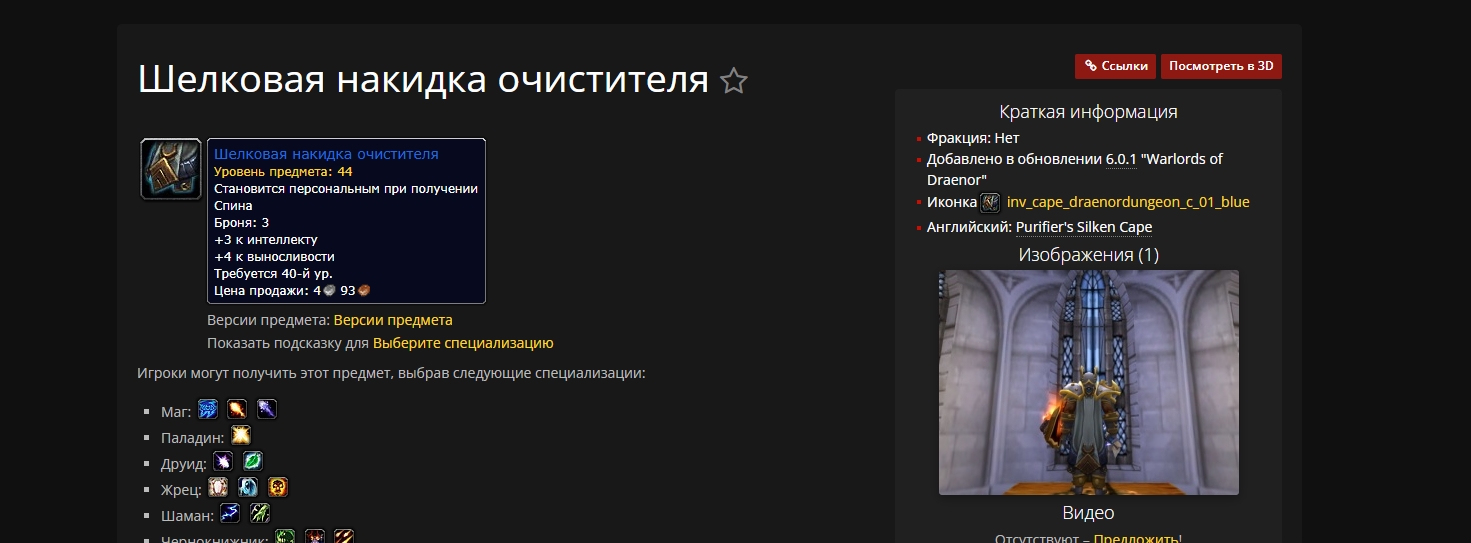 Шелковая накидка очистителя
Ссылки
Посмотреть в 3D
Шелковая накидка очистителя
Уровень предмета: 44
Становится персональным при получении
Спина
Броня: 3
+3 к интеллекту
+4 к выносливости
Требуется 40-й ур.
Цена продажи: 4 93
Версии предмета: Версии предмета
Показать подсказку для Выберите специализацию
Игроки могут получить этот предмет, выбрав следующие специализации:
Маг:
Паладин:
Друид:
Жрец:
Шаман:
Чернокнижник:
Краткая информация
Фракция: Нет
Добавлено в обновлении 6.0.1 "Warlords of
Draenor"
Иконка inv_cape_draenordungeon_c_01_blue
Английский: Purifier's Silken Cape
Изображения (1)
Видео
Отсутствуют – Предложить!